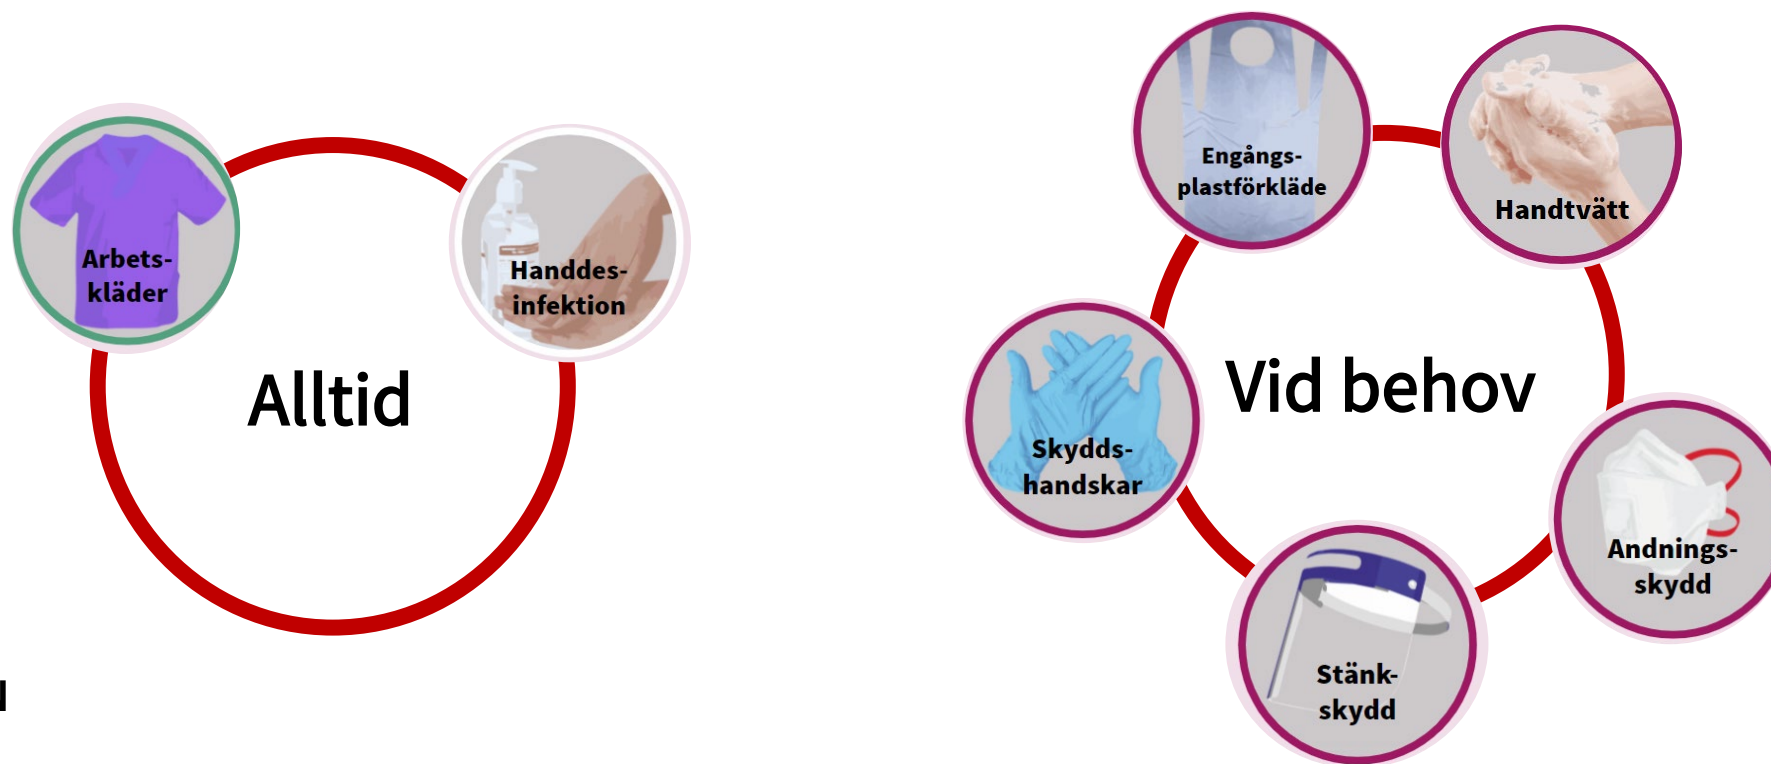 Arbets-
kläder
Handdes-
infektion
Alltid
Engångs-
plastförkläde
Handtvätt
Skydds-
handskar
Vid behov
Andnings-
skydd
Stänk-
skydd